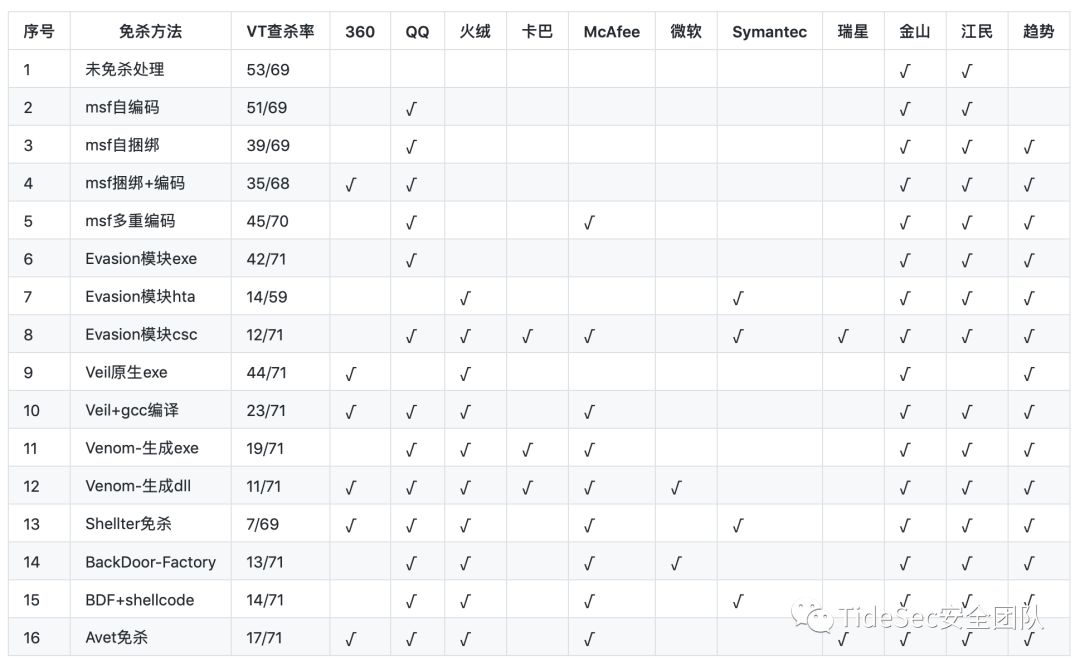 序号 免杀方法 VT查杀率 360 QQ 火绒 卡巴 McAfee 微软 Symantec 瑞星 金山 江民 趋势
1 未免杀处理 53/69 √ √
2 msf自编码 51/69 √ √ √
3 msf自捆绑 39/69 √ √ √ √
4 msf捆绑+编码 35/68 √ √ √ √ √
5 msf多重编码 45/70 √ √ √ √ √
6 Evasion模块exe 42/71 √ √ √ √
7 Evasion模块hta 14/59 √ √ √ √ √
8 Evasion模块csc 12/71 √ √ √ √ √ √ √ √ √
9 Veil原生exe 44/71 √ √ √ √
10 Veil+gcc编译 23/71 √ √ √ √ √ √ √
11 Venom-生成exe 19/71 √ √ √ √ √ √ √
12 Venom-生成dll 11/71 √ √ √ √ √ √ √ √ √
13 Shellter免杀 7/69 √ √ √ √ √ √ √ √
14 BackDoor-Factory 13/71 √ √ √ √ √ √ √
15 BDF+shellcode 14/71 √ √ √ √ √ √ √
16 Avet免杀 17/71 √ √ √ √ √ √ √ √
TideSec安全团队